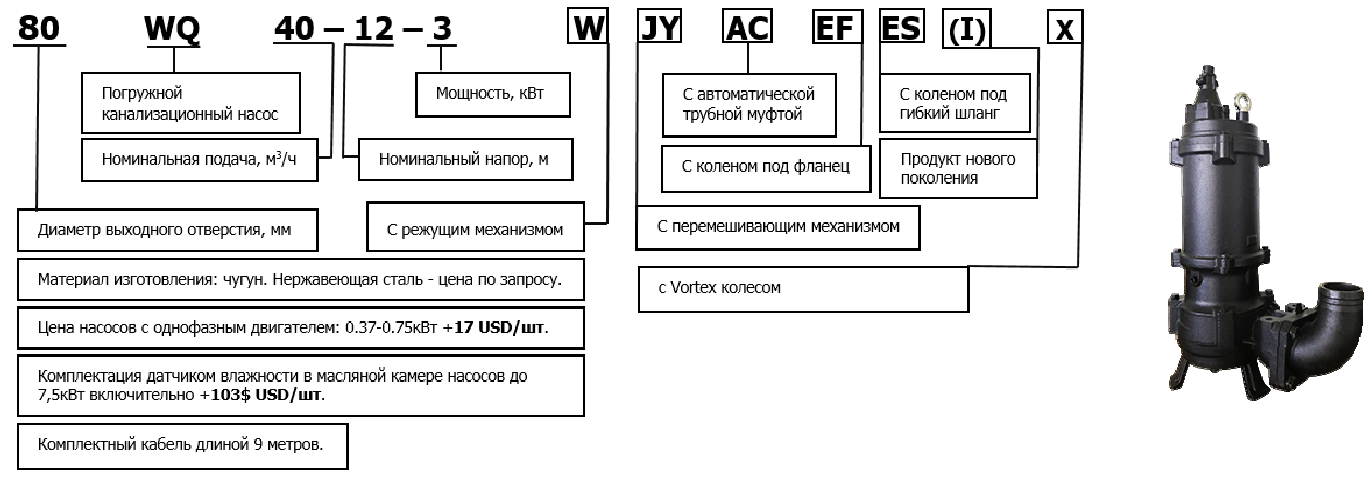 80 WQ 40 – 12 – 3 W JY AC EF ES (I) X
Погружной
канализационный насос
Мощность, кВт
С автоматической
трубной муфтой
С коленом под
гибкий шланг
Номинальная подача, м³/ч
Номинальный напор, м
С коленом под фланец
Продукт нового
поколения
Диаметр выходного отверстия, мм
С режущим механизмом
С перемешивающим механизмом
Материал изготовления: чугун. Нержавеющая сталь - цена по запросу.
с Vortex колесом
Цена насосов с однофазным двигателем: 0.37-0.75кВт +17 USD/шт.
Комплектация датчиком влажности в масляной камере насосов до
7,5кВт включительно +103$ USD/шт.
Комплектный кабель длиной 9 метров.